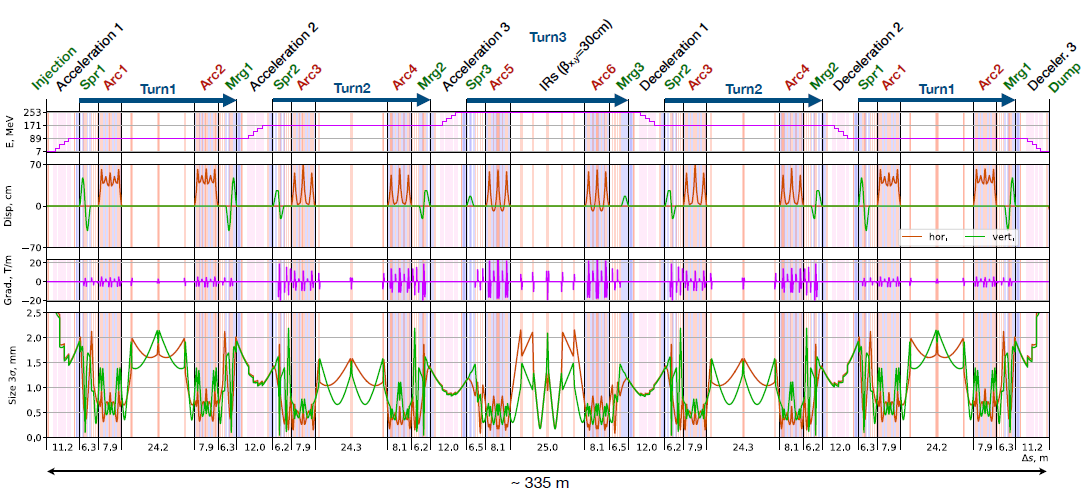 Turn3
Injection
Acceleration 1
Spr1
Arc1
Turn1
Arc2
Mrg1
Acceleration 2
Spr2
Arc3
Turn2
Arc4
Mrg2
Acceleration 3
Spr3
Arc5
IRs (βx,y=30cm)
Arc6
Mrg3
Deceleration 1
Spr2
Arc3
Turn2
Arc4
Mrg2
Deceleration 2
Spr1
Arc1
Turn1
Arc2
Mrg1
Deceler. 3
Dump
E, MeV
253
171
89
7
Disp, cm
70
0
−70
hor,
vert,
Grad., T/m
20
0
−20
Size 3σ, mm
2.5
2.0
1.5
1.0
0.5
0.0
11.2 6.3 7.9 24.2 7.9 6.3 12.0 6.2 7.9 24.3 8.1 6.2 12.0 6.5 8.1 25.0 8.1 6.5 12.0 6.2 7.9 24.3 8.1 6.2 12.0 6.3 7.9 24.2 7.9 6.3 11.2
Δs, m
~ 335 m